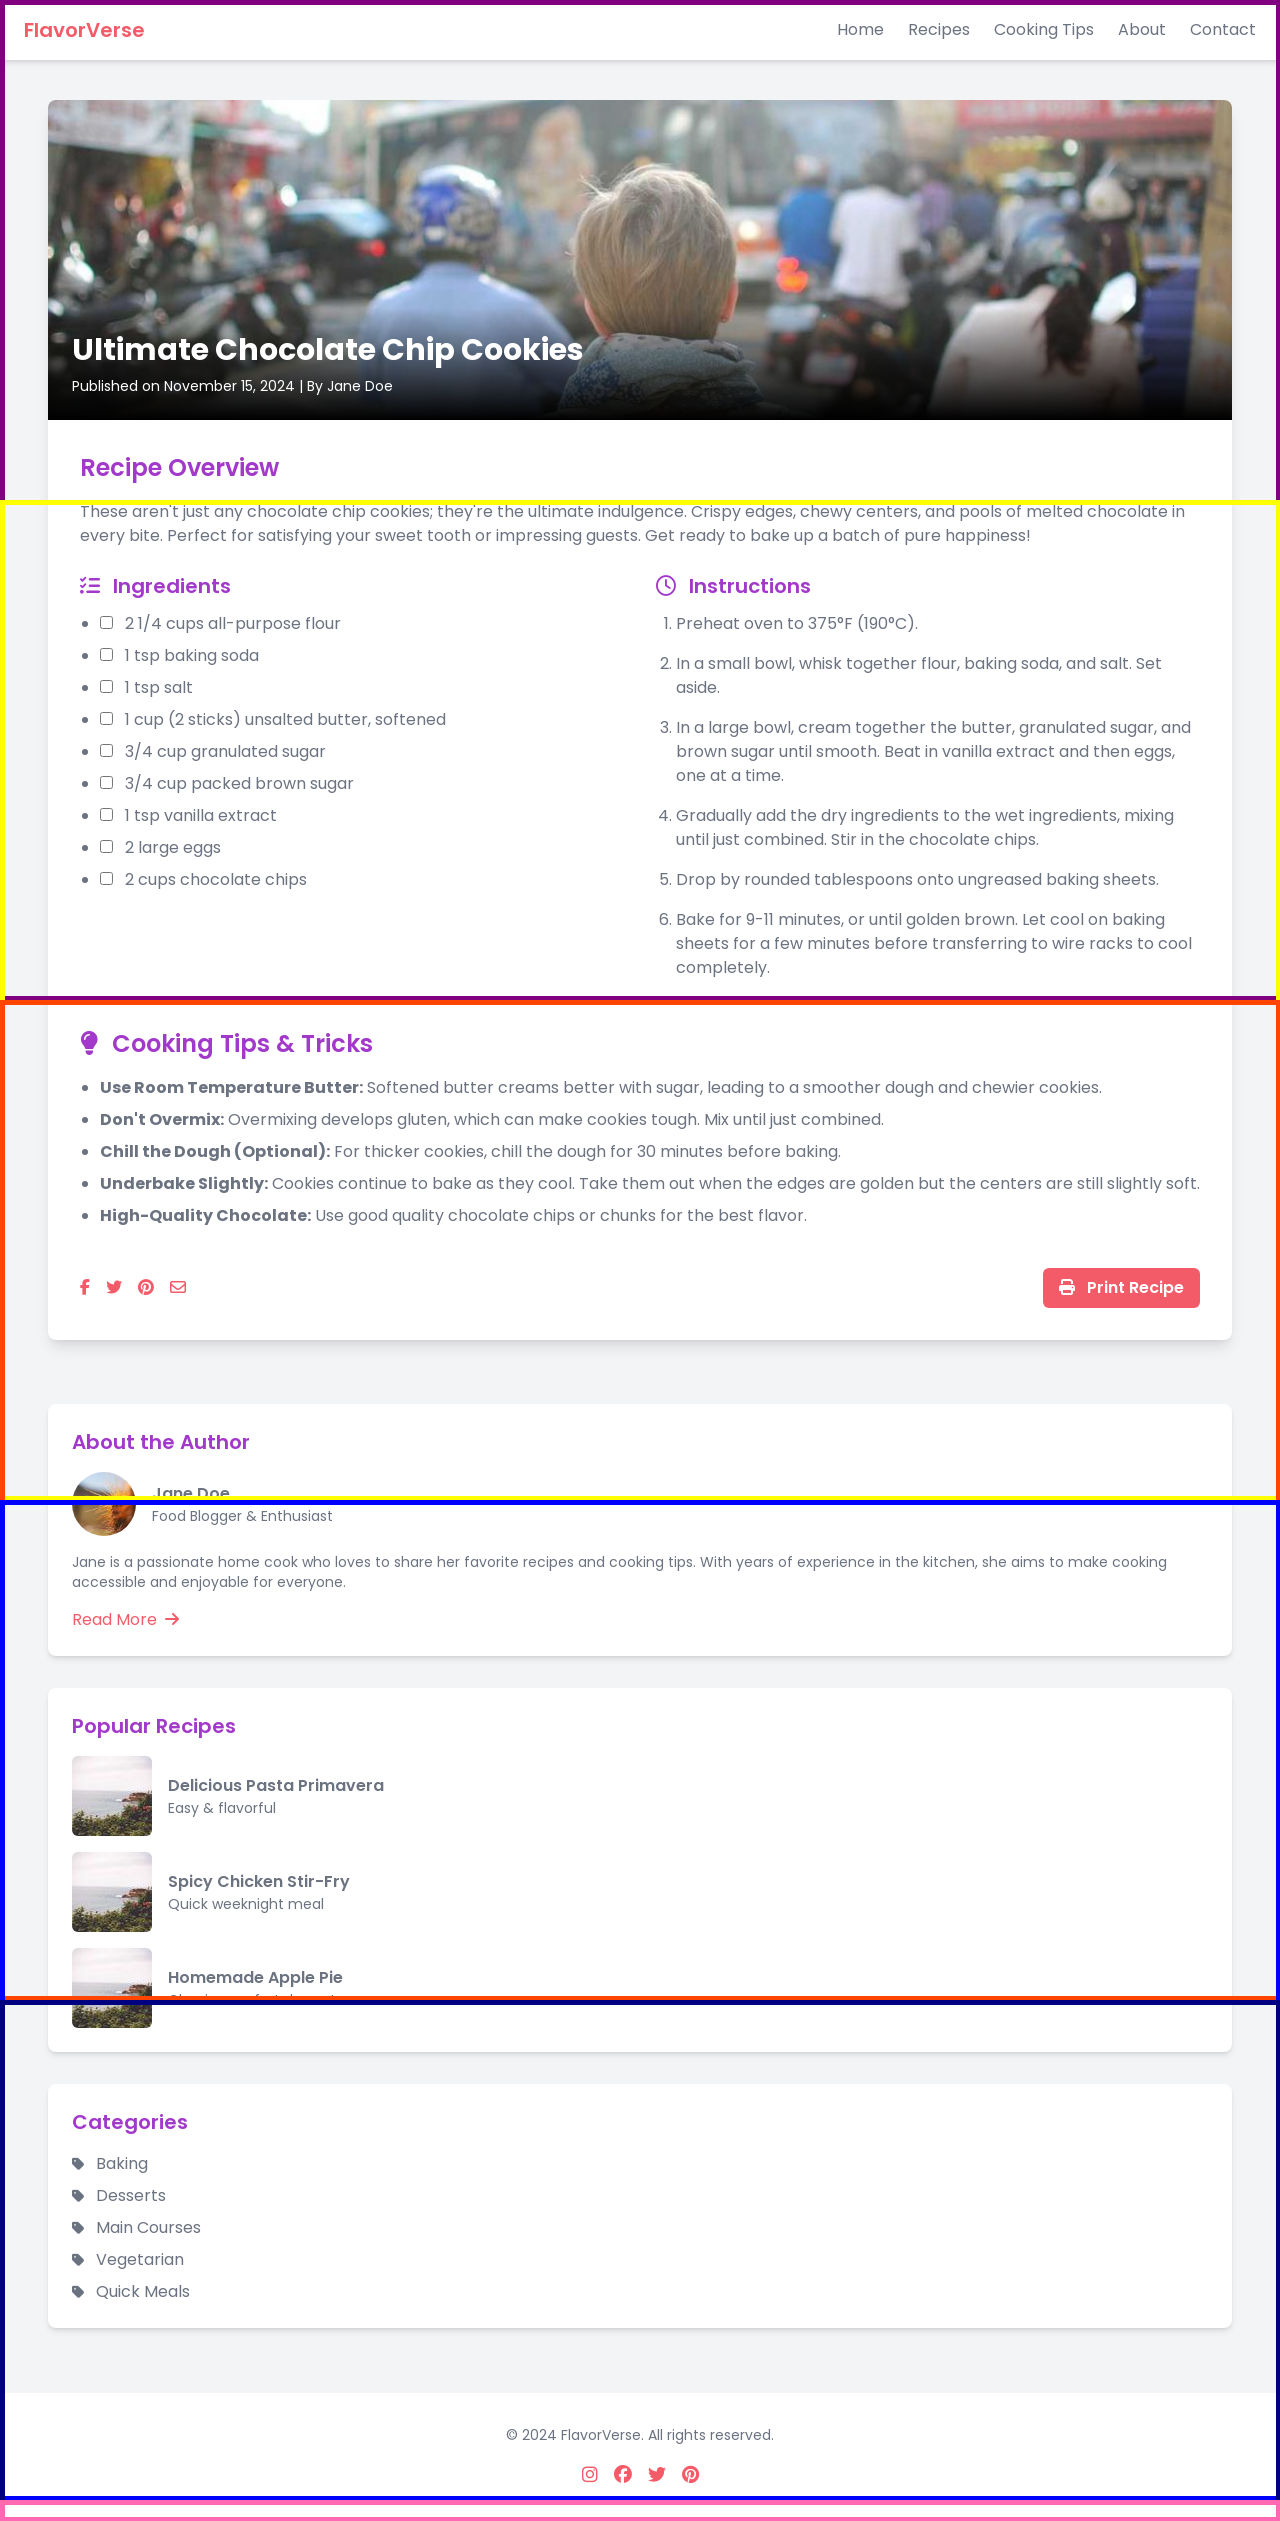 FlavorVerse
Home Recipes Cooking Tips About Contact
Ultimate Chocolate Chip Cookies
Published on November 15, 2024 | By Jane Doe
Recipe Overview
These aren't just any chocolate chip cookies; they're the ultimate indulgence. Crispy edges, chewy centers, and pools of melted chocolate in
every bite. Perfect for satisfying your sweet tooth or impressing guests. Get ready to bake up a batch of pure happiness!
Ingredients
2 1/4 cups all-purpose flour
1 tsp baking soda
1 tsp salt
1 cup (2 sticks) unsalted butter, softened
3/4 cup granulated sugar
3/4 cup packed brown sugar
1 tsp vanilla extract
2 large eggs
2 cups chocolate chips
Instructions
1. Preheat oven to 375°F (190°C).
2. In a small bowl, whisk together flour, baking soda, and salt. Set
aside.
3. In a large bowl, cream together the butter, granulated sugar, and
brown sugar until smooth. Beat in vanilla extract and then eggs,
one at a time.
4. Gradually add the dry ingredients to the wet ingredients, mixing
until just combined. Stir in the chocolate chips.
5. Drop by rounded tablespoons onto ungreased baking sheets.
6. Bake for 9-11 minutes, or until golden brown. Let cool on baking
sheets for a few minutes before transferring to wire racks to cool
completely.
Cooking Tips & Tricks
Use Room Temperature Butter: Softened butter creams better with sugar, leading to a smoother dough and chewier cookies.
Don't Overmix: Overmixing develops gluten, which can make cookies tough. Mix until just combined.
Chill the Dough (Optional): For thicker cookies, chill the dough for 30 minutes before baking.
Underbake Slightly: Cookies continue to bake as they cool. Take them out when the edges are golden but the centers are still slightly soft.
High-Quality Chocolate: Use good quality chocolate chips or chunks for the best flavor.
Print Recipe
About the Author
Jane Doe
Food Blogger & Enthusiast
Jane is a passionate home cook who loves to share her favorite recipes and cooking tips. With years of experience in the kitchen, she aims to make cooking
accessible and enjoyable for everyone.
Read More
Popular Recipes
Delicious Pasta Primavera
Easy & flavorful
Spicy Chicken Stir-Fry
Quick weeknight meal
Homemade Apple Pie
Categories
Baking
Desserts
Main Courses
Vegetarian
Quick Meals
© 2024 FlavorVerse. All rights reserved.